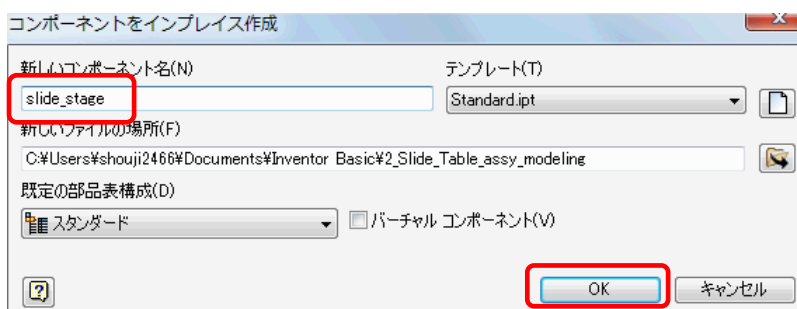 コンポーネントをインプレイス作成
新しいコンポーネント名(N)
テンプレート(T)
slide_stage
Standard.ipt
新しいファイルの場所(F)
C:¥Users¥shouji2466¥Documents¥Inventor Basic¥2_Slide_Table_assy_modeling
既定の部品表構成(D)
スタンダード
バーチャル コンポーネント(V)
OK
キャンセル